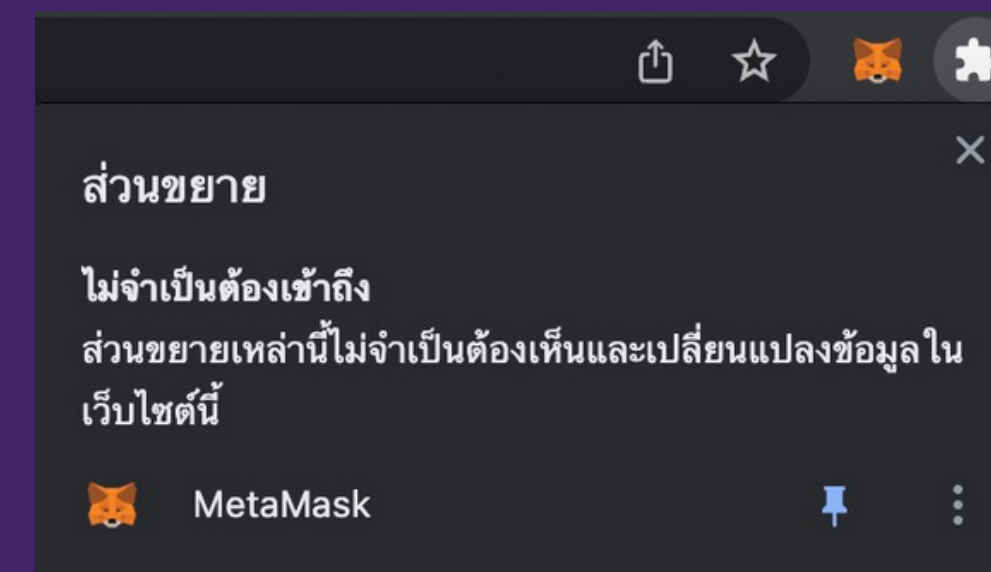 ส่วนขยาย
ไม่จำเป็นต้องเข้าถึง
ส่วนขยายเหล่านี้ไม่จำเป็นต้องเห็นและเปลี่ยนแปลงข้อมูลใน
เว็บไซต์นี้
MetaMask